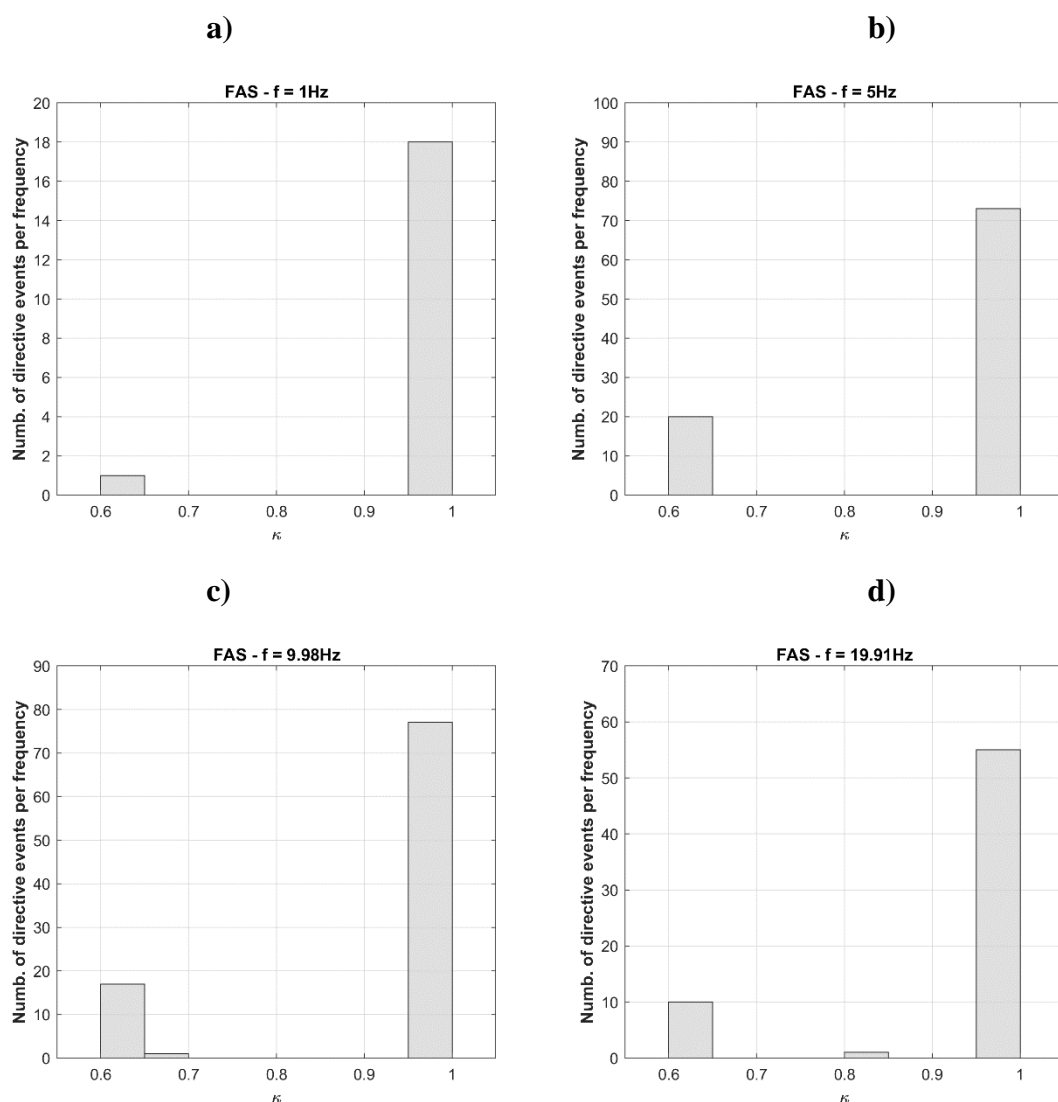 a)
b)
FAS - f = 1Hz
20
18
16
14
12
10
8
6
4
2
0
0.6 0.7 0.8 0.9 1
κ
Numb. of directive events per frequency
FAS - f = 5Hz
100
90
80
70
60
50
40
30
20
10
0
0.6 0.7 0.8 0.9 1
κ
Numb. of directive events per frequency
c)
d)
FAS - f = 9.98Hz
90
80
70
60
50
40
30
20
10
0
0.6 0.7 0.8 0.9 1
κ
Numb. of directive events per frequency
FAS - f = 19.91Hz
70
60
50
40
30
20
10
0
0.6 0.7 0.8 0.9 1
κ
Numb. of directive events per frequency